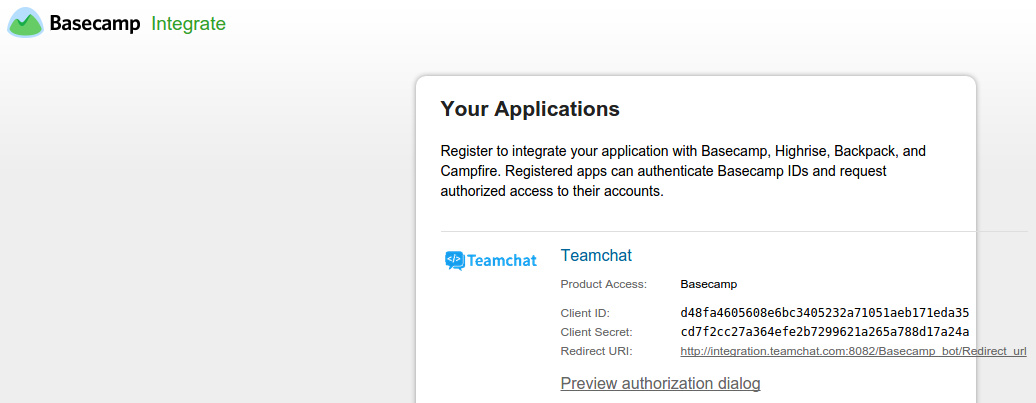 Basecamp Integrate
Your Applications
Register to integrate your application with Basecamp, Highrise, Backpack, and
Campfire. Registered apps can authenticate Basecamp IDs and request
authorized access to their accounts.
</> Teamchat
Teamchat
Product Access: Basecamp
Client ID: d48fa4605608e6bc3405232a71051aeb171eda35
Client Secret: cd7f2cc27a364efe2b7299621a265a788d17a24a
Redirect URI: http://integration.teamchat.com:8082/Basecamp_bot/Redirect_url
Preview authorization dialog